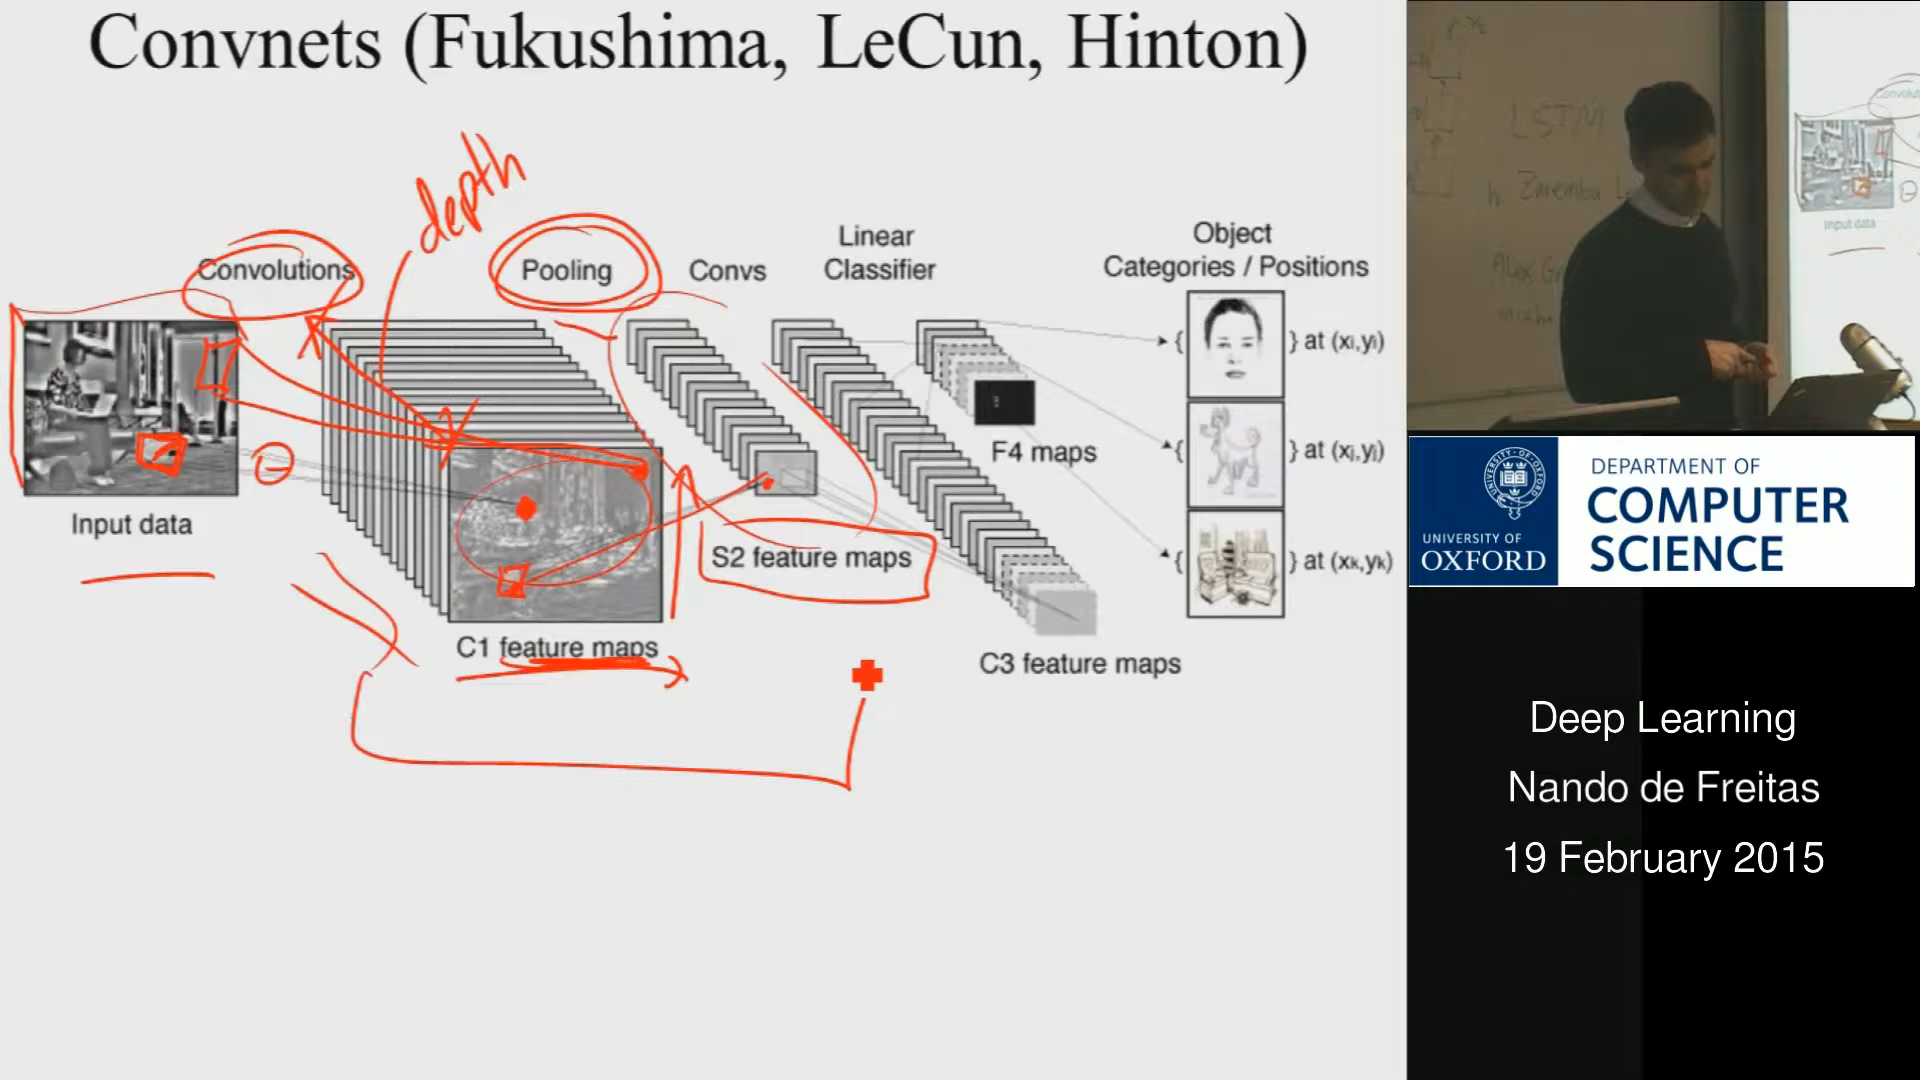 Convnets (Fukushima, LeCun, Hinton)
depth
Convolutions
Pooling
Convs
Linear
Classifier
Object
Categories / Positions
{ } at (xi,yi)
{ } at (xj,yj)
{ } at (xk,yk)
Input data
C1 feature maps
S2 feature maps
C3 feature maps
F4 maps
LSTM
Zaremba
Alex
Input data
UNIVERSITY OF
OXFORD
DEPARTMENT OF
COMPUTER
SCIENCE
Deep Learning
Nando de Freitas
19 February 2015